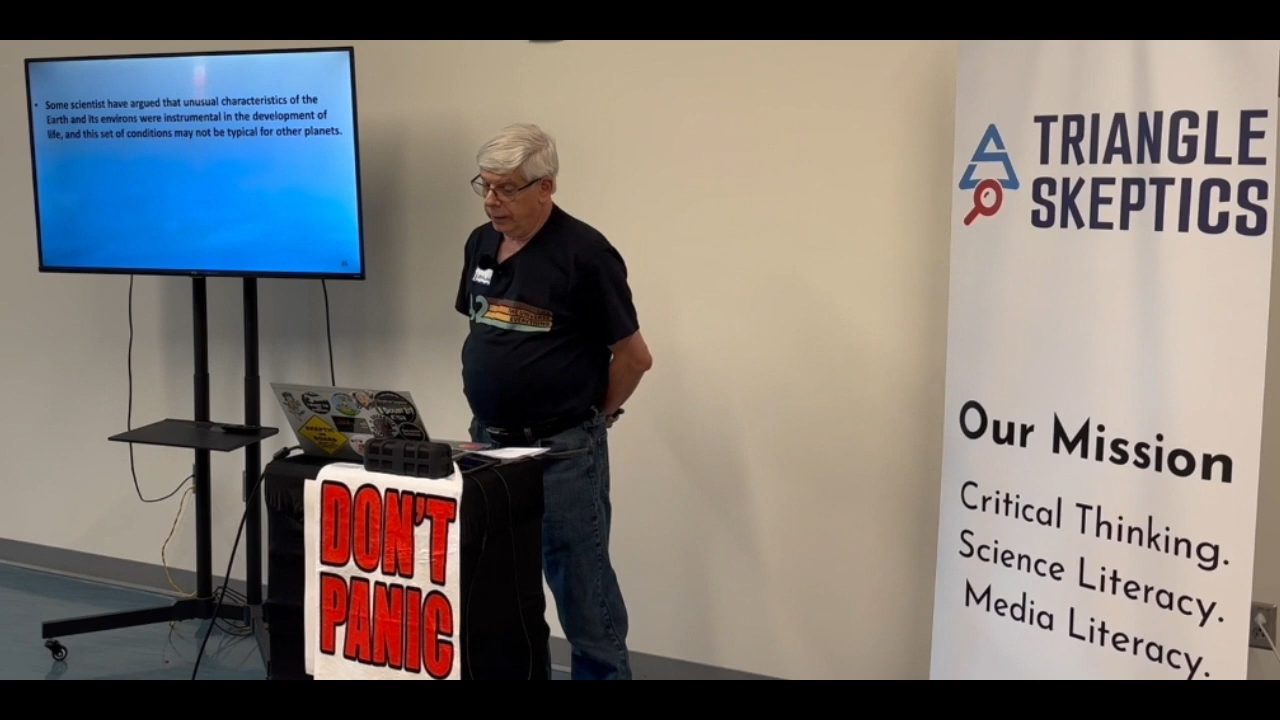 • Some scientist have argued that unusual characteristics of the
Earth and its environs were instrumental in the development of
life, and this set of conditions may not be typical for other planets.
TRIANGLE
SKEPTICS
Our Mission
Critical Thinking.
Science Literacy.
Media Literacy.
42
SKEPTIC
DON'T
PANIC